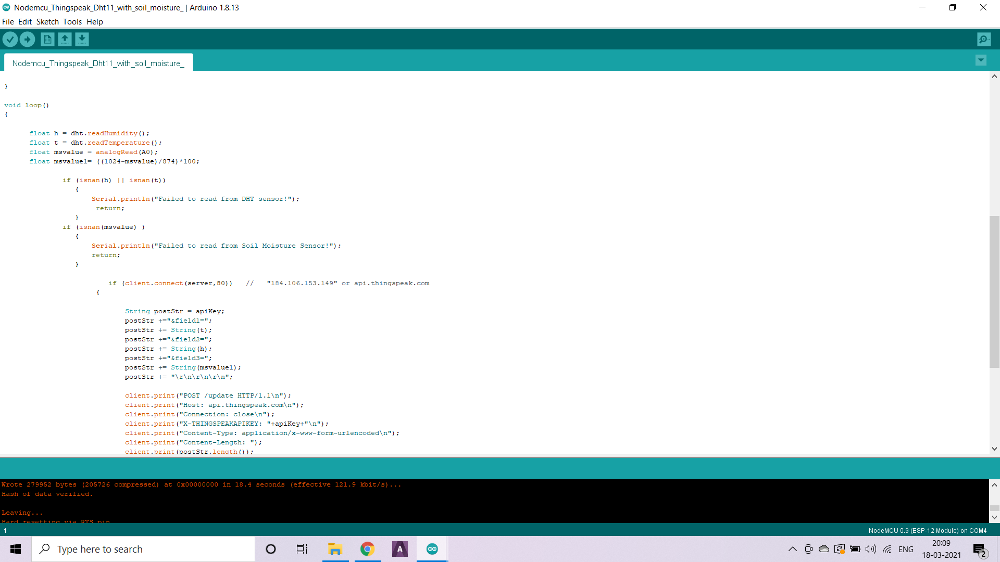 Nodemcu_Thingspeak_Dht11_with_soil_moisture_ | Arduino 1.8.13
File Edit Sketch Tools Help
Nodemcu_Thingspeak_Dht11_with_soil_moisture_
}
void loop()
{
float h = dht.readHumidity();
float t = dht.readTemperature();
float msvalue = analogRead(A0);
float msvalue1= ((1024-msvalue)/874)*100;
if (isnan(h) || isnan(t))
{
Serial.println("Failed to read from DHT sensor!");
return;
}
if (isnan(msvalue) )
{
Serial.println("Failed to read from Soil Moisture Sensor!");
return;
}
if (client.connect(server,80))   //   "184.106.153.149" or api.thingspeak.com
{
String postStr = apiKey;
postStr +="&field1=";
postStr += String(t);
postStr +="&field2=";
postStr += String(h);
postStr +="&field3=";
postStr += String(msvalue1);
postStr += "\r\n\r\n\r\n";
client.print("POST /update HTTP/1.1\n");
client.print("Host: api.thingspeak.com\n");
client.print("Connection: close\n");
client.print("X-THINGSPEAKAPIKEY: "+apiKey+"\n");
client.print("Content-Type: application/x-www-form-urlencoded\n");
client.print("Content-Length: ");
client.print(postStr.length());
Wrote 279952 bytes (205726 compressed) at 0x00000000 in 18.4 seconds (effective 121.9 kbit/s)...
Hash of data verified.
Leaving...
Hard resetting via RTS pin
1
NodeMCU 0.9 (ESP-12 Module) on COM4
Type here to search
A
ENG
20:09
18-03-2021
2